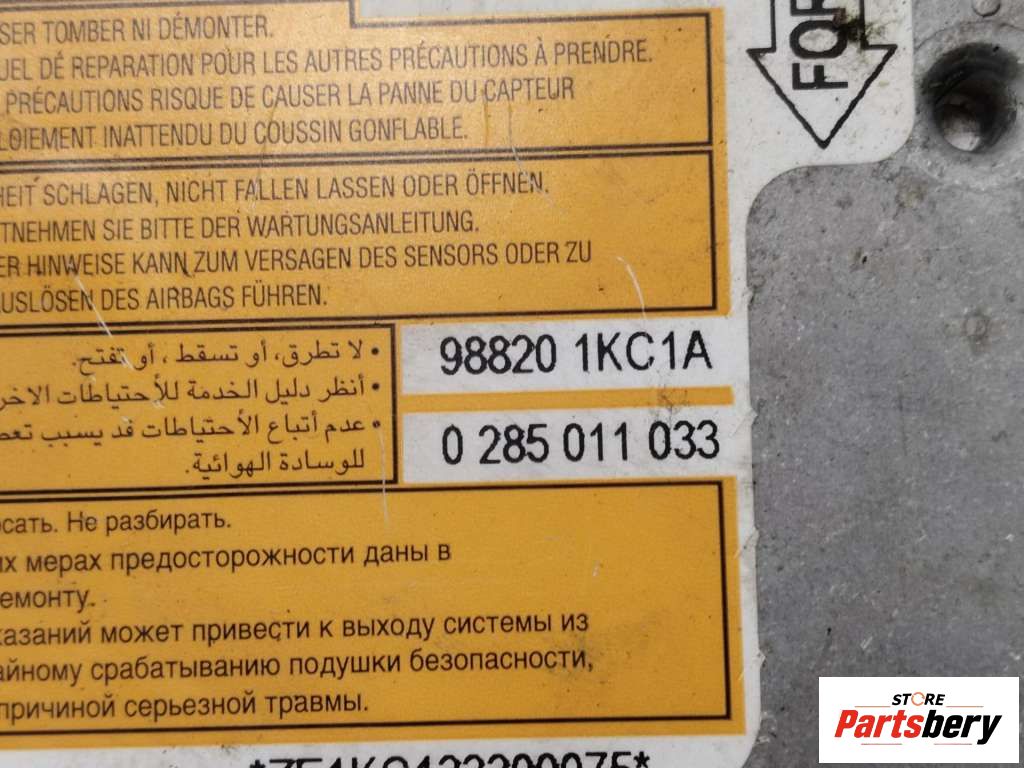 SER TOMBER NI DÉMONTER.
UEL DÉ REPARATION POUR LES AUTRES PRÉCAUTIONS À PRENDRE.
PRÉCAUTIONS RISQUE DE CAUSER LA PANNE DU CAPTEUR
LOIEMENT INATTENDU DU COUSSIN GONFLABLE.
FOR
HEIT SCHLAGEN, NICHT FALLEN LASSEN ODER ÖFFNEN.
TNEHMEN SIE BITTE DER WARTUNGSANLEITUNG.
ER HINWEISE KANN ZUM VERSAGEN DES SENSORS ODER ZU
AUSLÖSEN DES AIRBAGS FÜHREN.
• لا تطرق، أو تسقط، أو تفتح.
• أنظر دليل الخدمة للأحتياطات الاخر
• عدم أتباع الأحتياطات قد يسبب تعط
للوسادة الهوائية.
98820 1KC1A
0 285 011 033
осать. Не разбирать.
их мерах предосторожности даны в
емонту.
казаний может привести к выходу системы из
айному срабатыванию подушки безопасности,
причиной серьезной травмы.
STORE
Partsbery